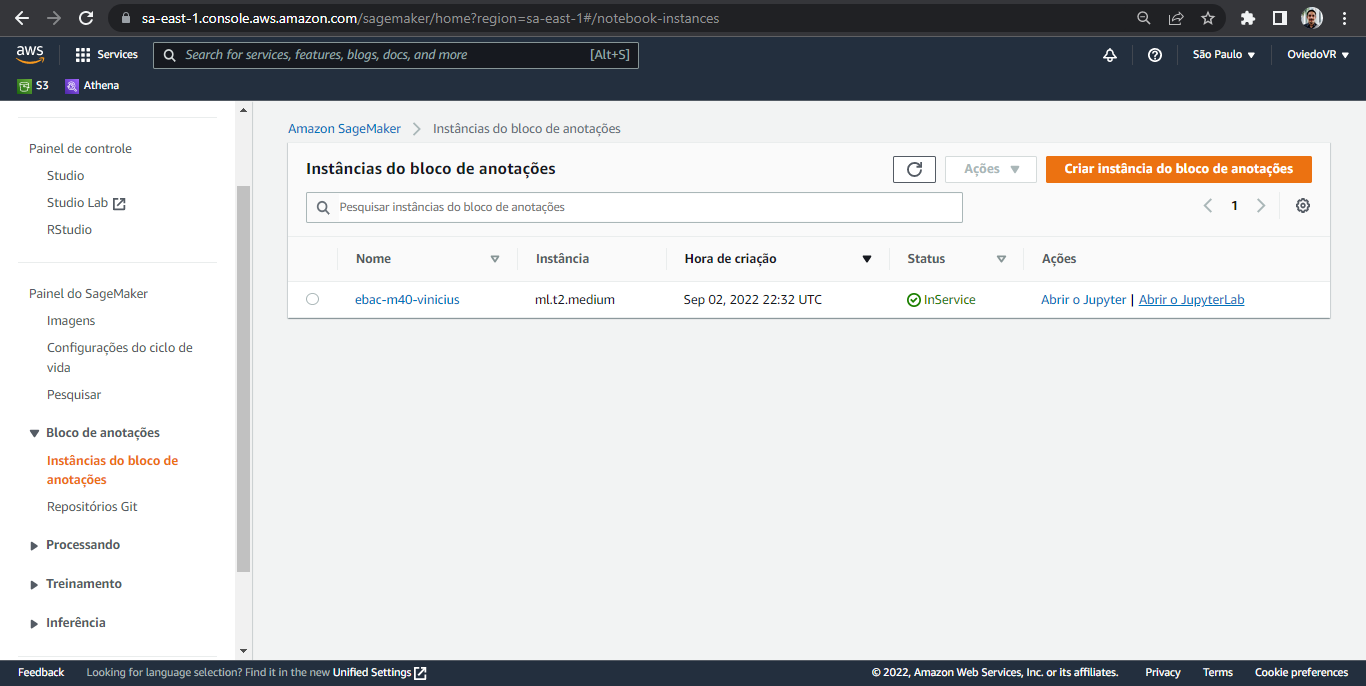 sa-east-1.console.aws.amazon.com/sagemaker/home?region=sa-east-1#/notebook-instances
aws
Services
Search for services, features, blogs, docs, and more
[Alt+S]
São Paulo
OviedoVR
S3
Athena
Painel de controle
Studio
Studio Lab
RStudio
Painel do SageMaker
Imagens
Configurações do ciclo de
vida
Pesquisar
Bloco de anotações
Instâncias do bloco de
anotações
Repositórios Git
Processando
Treinamento
Inferência
Amazon SageMaker
Instâncias do bloco de anotações
Instâncias do bloco de anotações
Ações
Criar instância do bloco de anotações
Pesquisar instâncias do bloco de anotações
1
Nome Instância Hora de criação Status Ações
ebac-m40-vinicius ml.t2.medium Sep 02, 2022 22:32 UTC InService Abrir o Jupyter | Abrir o JupyterLab
Feedback
Looking for language selection? Find it in the new Unified Settings
© 2022, Amazon Web Services, Inc. or its affiliates.
Privacy
Terms
Cookie preferences